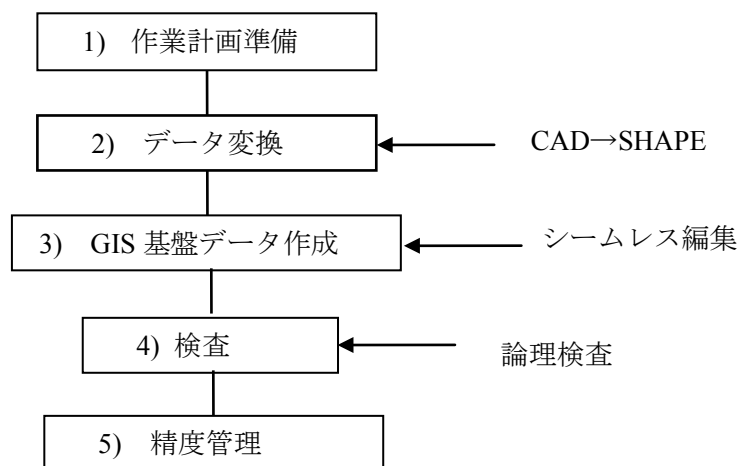 1) 作業計画準備
2) データ変換
CAD→SHAPE
3) GIS 基盤データ作成
シームレス編集
4) 検査
論理検査
5) 精度管理